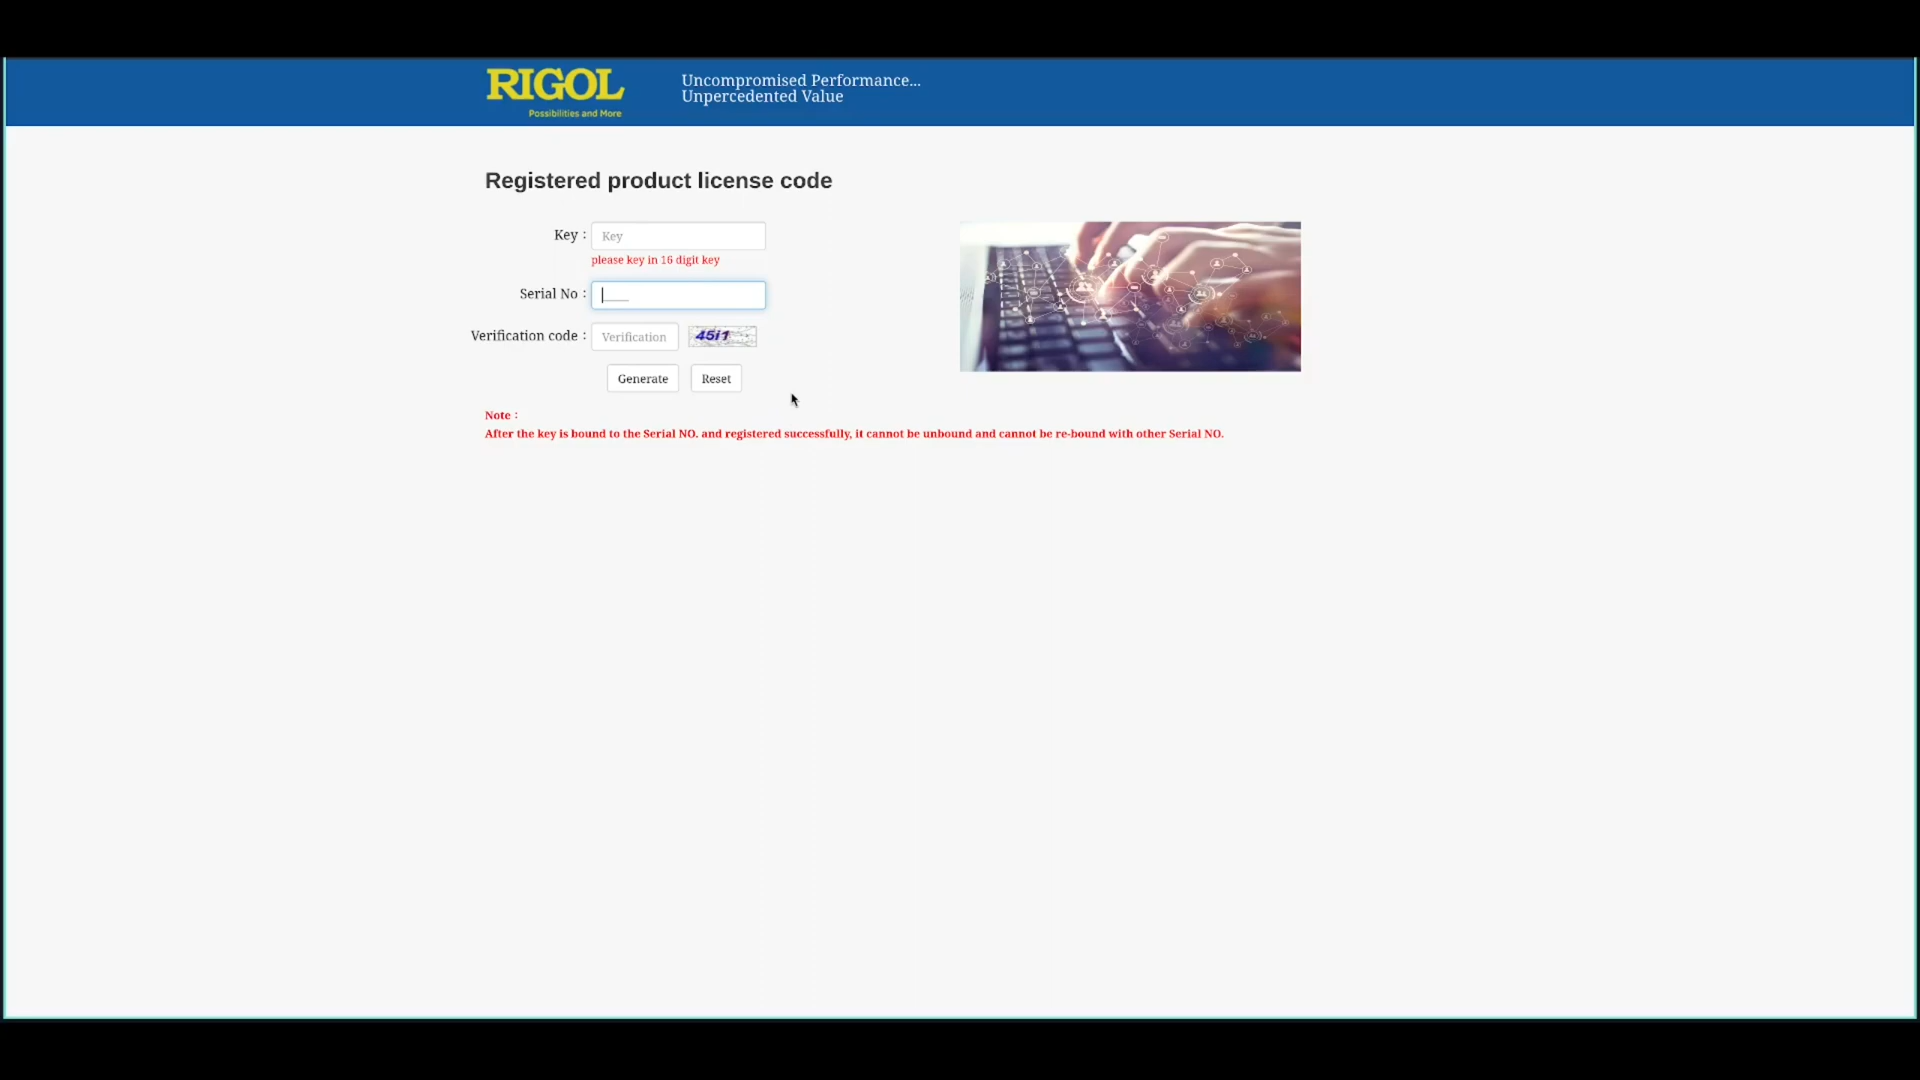 RIGOL
Possibilities and More
Uncompromised Performance...
Unpercedented Value
Registered product license code
Key : Key
please key in 16 digit key
Serial No : ____
Verification code : Verification 45i1
Generate Reset
Note :
After the key is bound to the Serial NO. and registered successfully, it cannot be unbound and cannot be re-bound with other Serial NO.